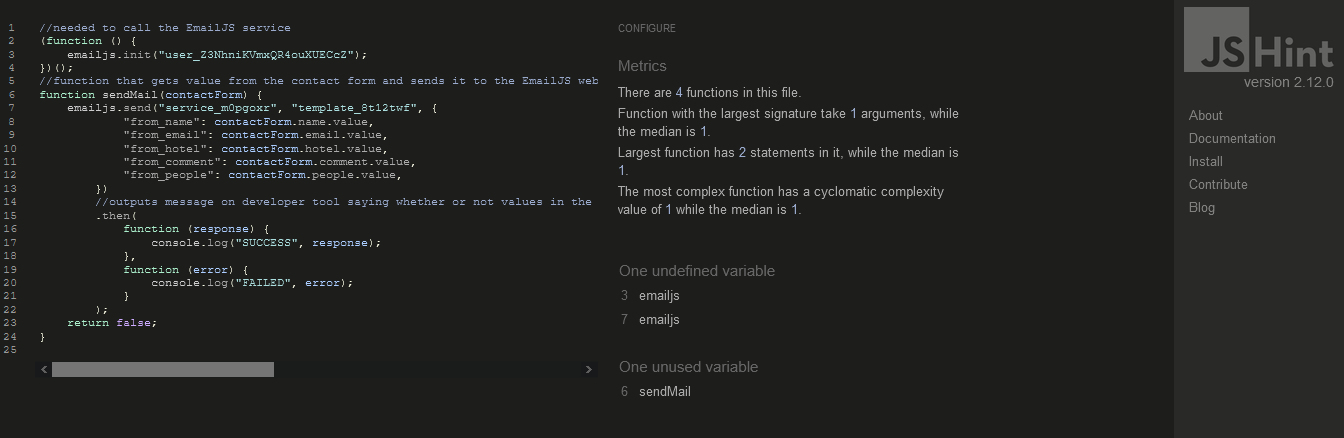 1 //needed to call the EmailJS service
2 (function () {
3 emailjs.init("user_Z3NhniKVmxQR4ouXUECcZ");
4 })();
5 //function that gets value from the contact form and sends it to the EmailJS web
6 function sendMail(contactForm) {
7 emailjs.send("service_m0pgoxr", "template_8t12twf", {
8 "from_name": contactForm.name.value,
9 "from_email": contactForm.email.value,
10 "from_hotel": contactForm.hotel.value,
11 "from_comment": contactForm.comment.value,
12 "from_people": contactForm.people.value,
13 })
14 //outputs message on developer tool saying whether or not values in the
15 .then(
16 function (response) {
17 console.log("SUCCESS", response);
18 },
19 function (error) {
20 console.log("FAILED", error);
21 }
22 );
23 return false;
24 }
25
CONFIGURE
Metrics
There are 4 functions in this file.
Function with the largest signature take 1 arguments, while
the median is 1.
Largest function has 2 statements in it, while the median is
1.
The most complex function has a cyclomatic complexity
value of 1 while the median is 1.
One undefined variable
3 emailjs
7 emailjs
One unused variable
6 sendMail
JSHint
version 2.12.0
About
Documentation
Install
Contribute
Blog